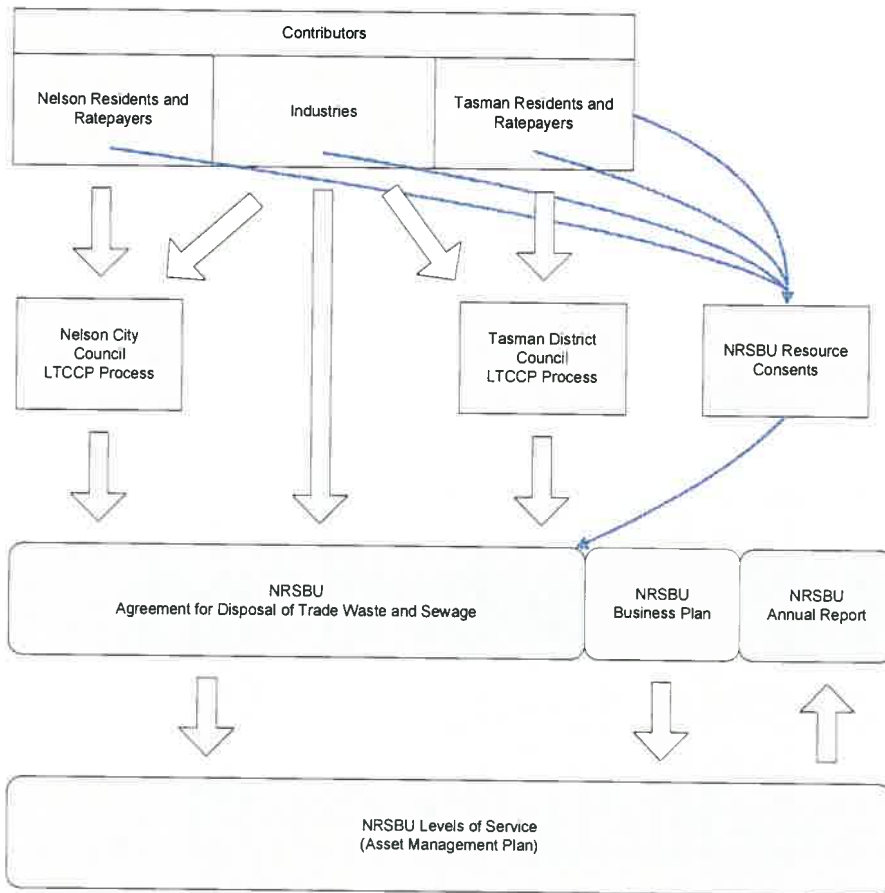 Contributors
Nelson Residents and
Ratepayers
Industries
Tasman Residents and
Ratepayers
Nelson City
Council
LTCCP Process
Tasman District
Council
LTCCP Process
NRSBU Resource
Consents
NRSBU
Agreement for Disposal of Trade Waste and Sewage
NRSBU
Business Plan
NRSBU
Annual Report
NRSBU Levels of Service
(Asset Management Plan)